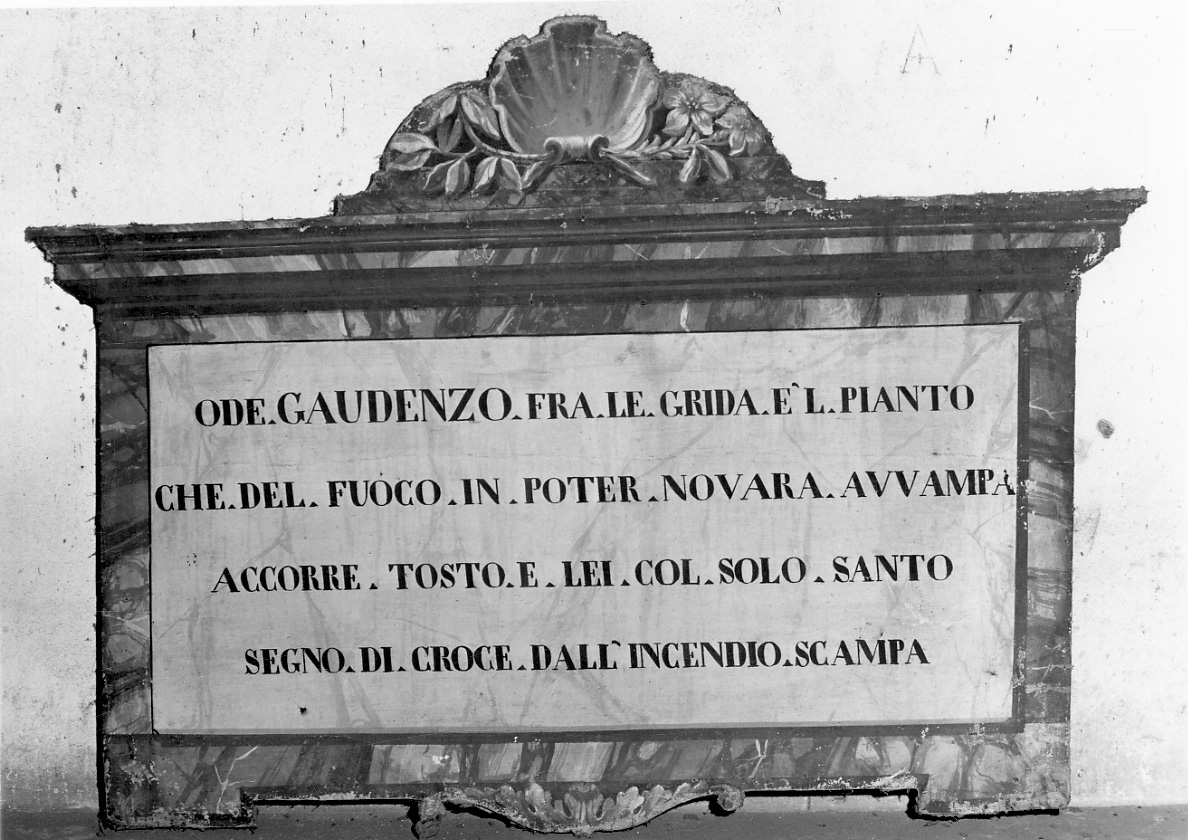 ODE.GAUDENZO.FRA.LE.GRIDA.E'L.PIANTO
CHE.DEL.FUOCO.IN.POTER.NOVARA.AVVAMPA
ACCORRE.TOSTO.E.LEI.COL.SOLO.SANTO
SEGNO.DI.CROCE.DALL'INCENDIO.SCAMPA